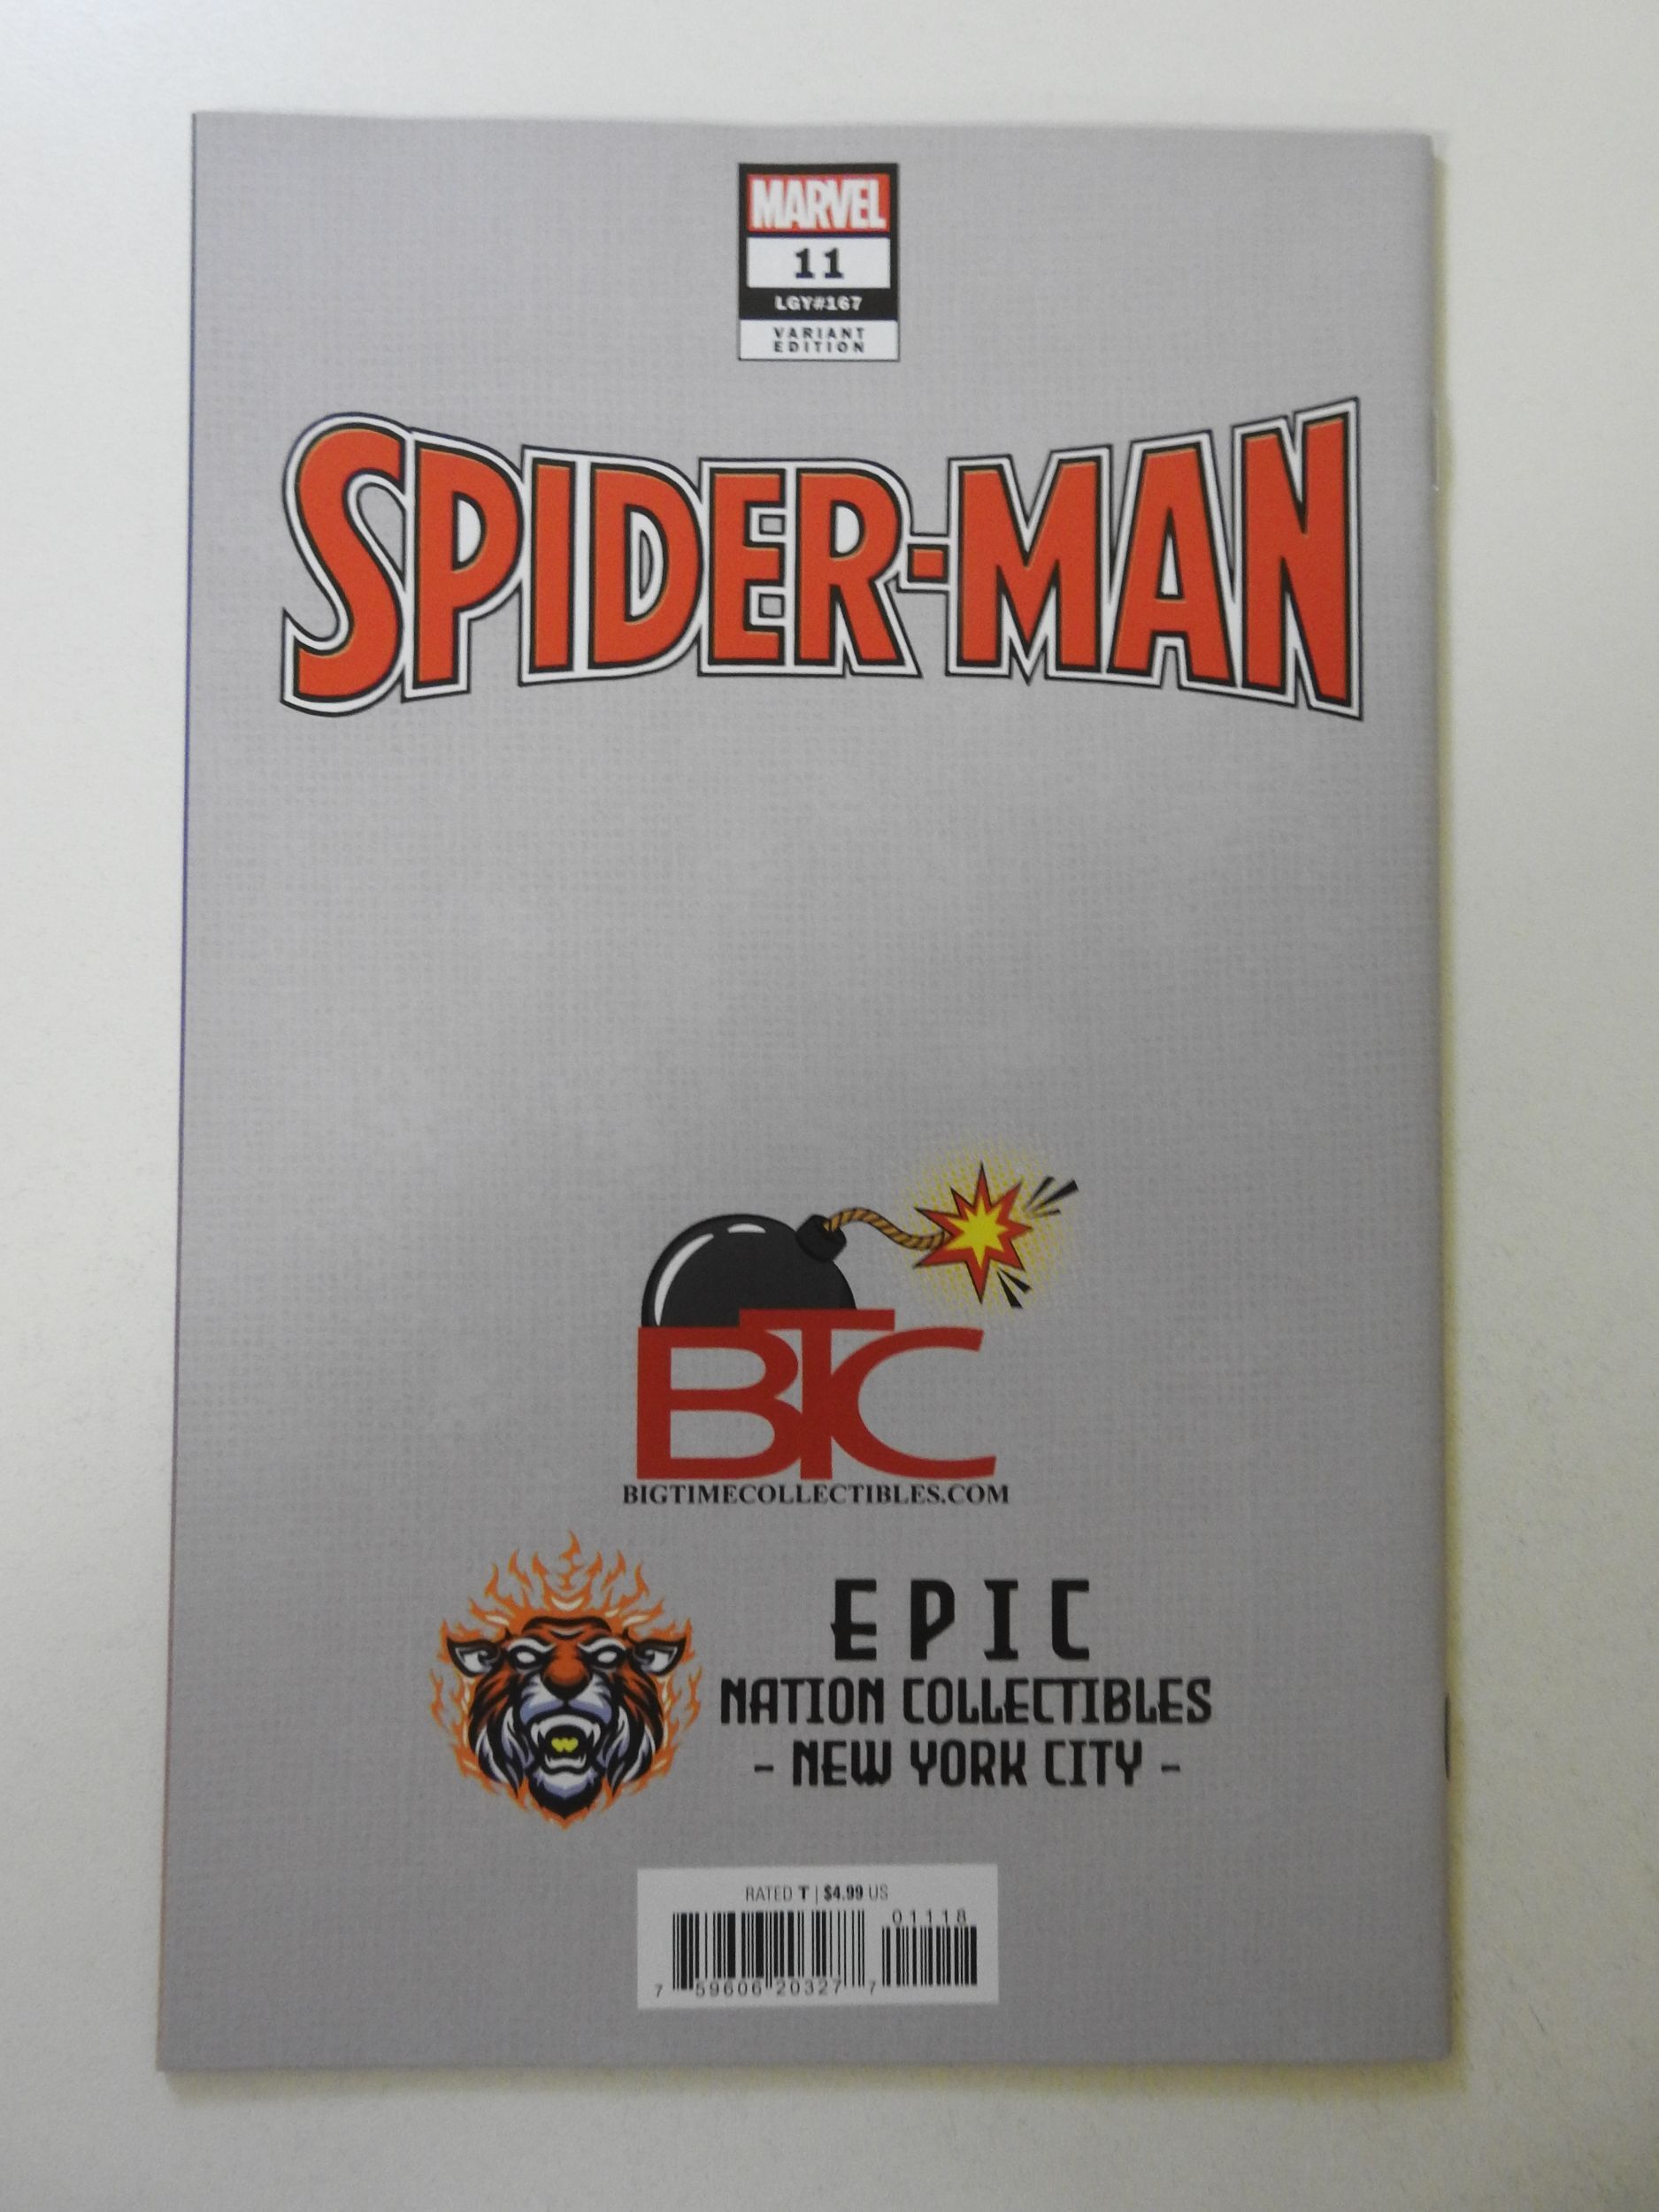 MARVEL
11
LGY#167
VARIANT
EDITION
SPIDER-MAN
BTC
BIGTIMECOLLECTIBLES.COM
EPIC
NATION COLLECTIBLES
- NEW YORK CITY -
RATED T | $4.99 US
01118
7 59606 20327 7